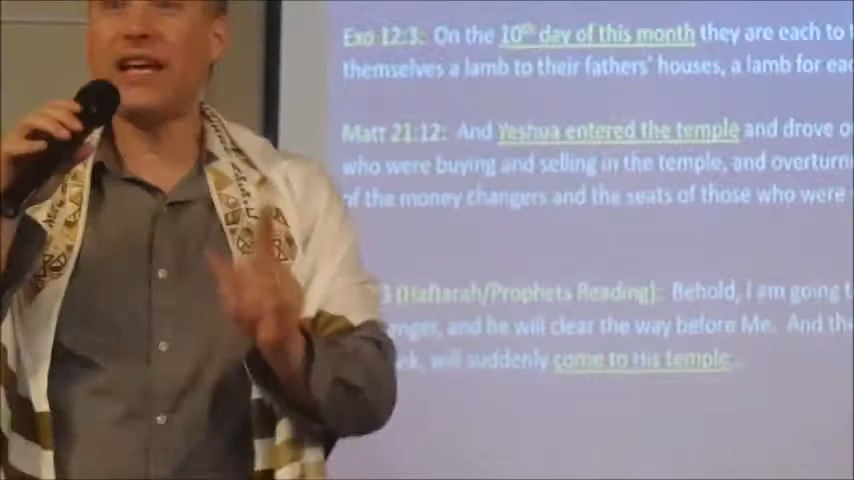 Exo 12:3: On the 10th day of this month they are each to
themselves a lamb to their fathers' houses, a lamb for
Matt 21:12: And Yeshua entered the temple and drove
who were buying and selling in the temple, and
of the money changers and the seats of those who were
(Haftarah/Prophets Reading): Behold, I am going
and he will clear the way before Me. And
will suddenly come to His temple